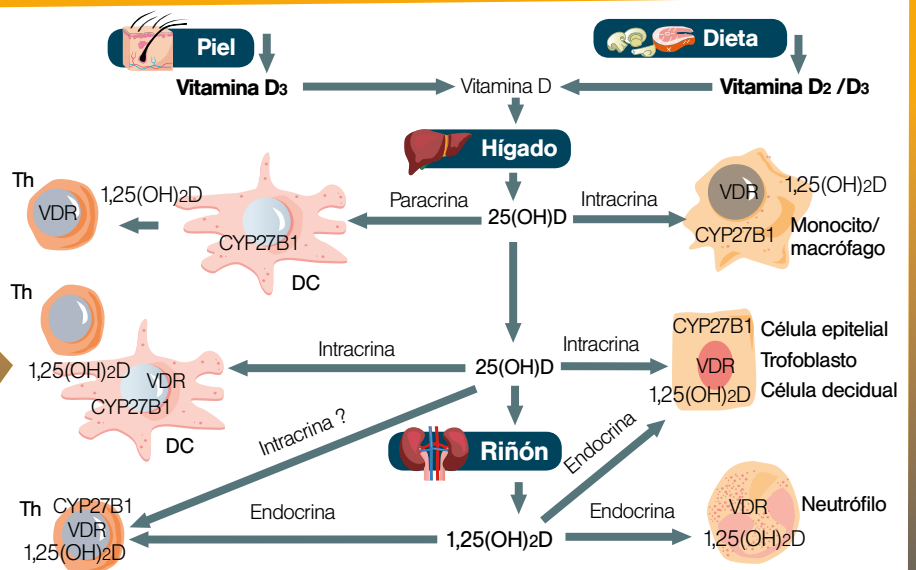 Piel
Dieta
Vitamina D3
Vitamina D
Vitamina D2 /D3
Hígado
Th
VDR
1,25(OH)2D
CYP27B1
DC
Paracrina
25(OH)D
Intracrina
VDR
1,25(OH)2D
CYP27B1
Monocito/
macrófago
Th
1,25(OH)2D
VDR
CYP27B1
DC
Intracrina
25(OH)D
Intracrina
CYP27B1
VDR
1,25(OH)2D
Célula epitelial
Trofoblasto
Célula decidual
Intracrina ?
Riñón
Endocrina
Th
CYP27B1
VDR
1,25(OH)2D
Endocrina
1,25(OH)2D
Endocrina
VDR
1,25(OH)2D
Neutrófilo